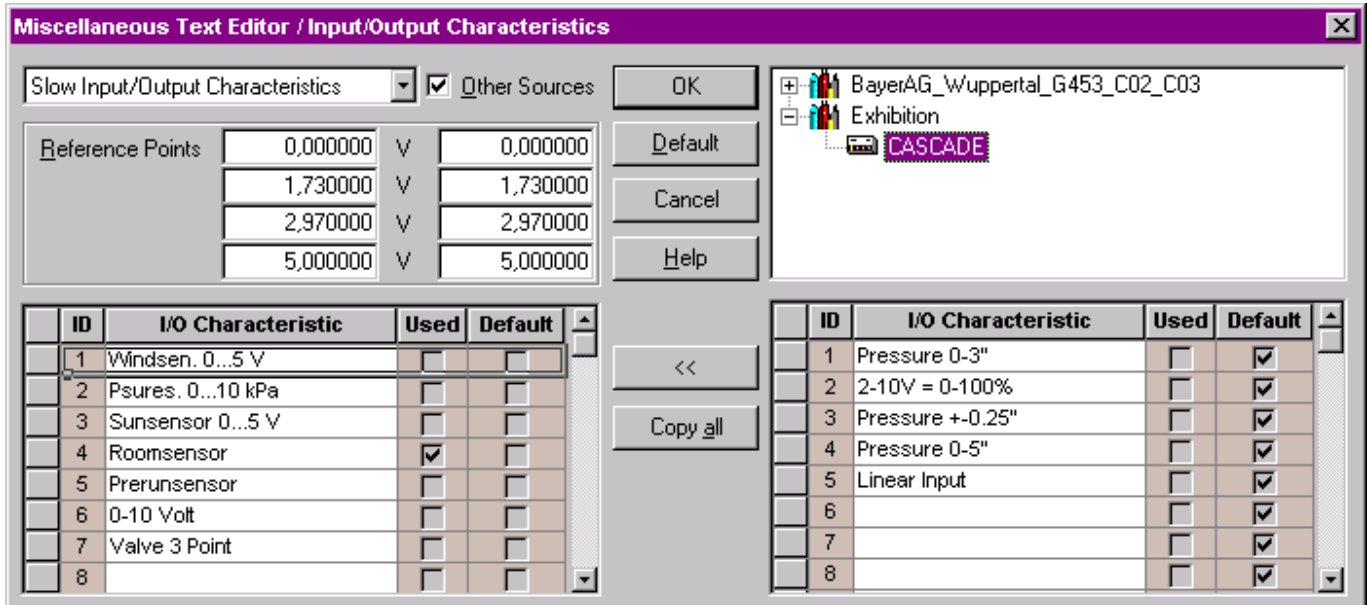 Miscellaneous Text Editor / Input/Output Characteristics
Slow Input/Output Characteristics
Other Sources
Reference Points
0,000000 V 0,000000
1,730000 V 1,730000
2,970000 V 2,970000
5,000000 V 5,000000
OK
Default
Cancel
Help
BayerAG_Wuppertal_G453_C02_C03
Exhibition
CASCADE
ID I/O Characteristic Used Default
1 Windsen. 0...5 V
2 Psures. 0...10 kPa
3 Sunsensor 0...5 V
4 Roomsensor
5 Prerunsensor
6 0-10 Volt
7 Valve 3 Point
8
<<
Copy all
ID I/O Characteristic Used Default
1 Pressure 0-3"
2 2-10V = 0-100%
3 Pressure +-0.25"
4 Pressure 0-5"
5 Linear Input
6
7
8